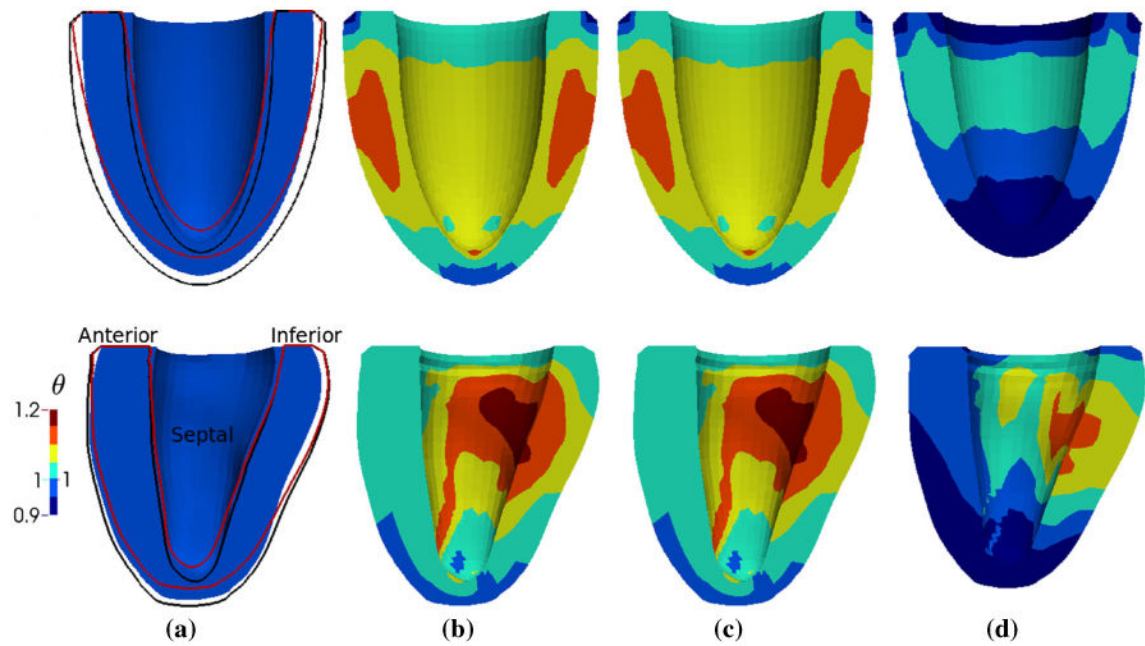 Anterior Inferior
θ
1.2
Septal
1 1
0.9
(a) (b) (c) (d)